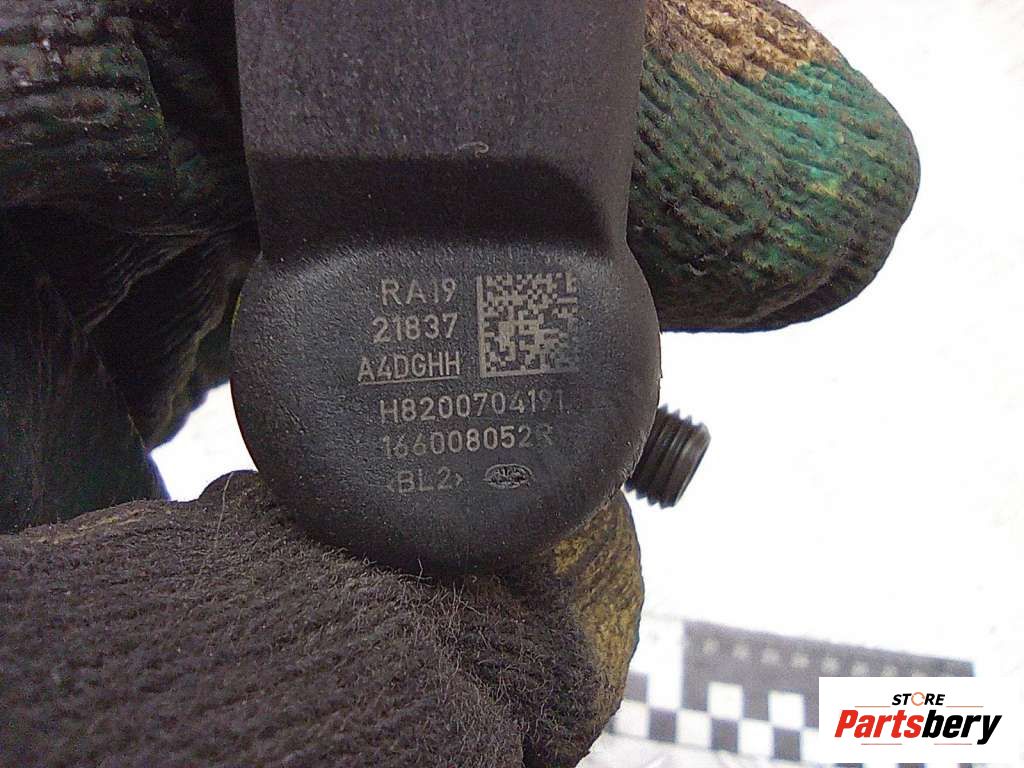 RA19
21837
A4DGHH
H8200704191
166008052R
<BL2>
STORE
Partsbery